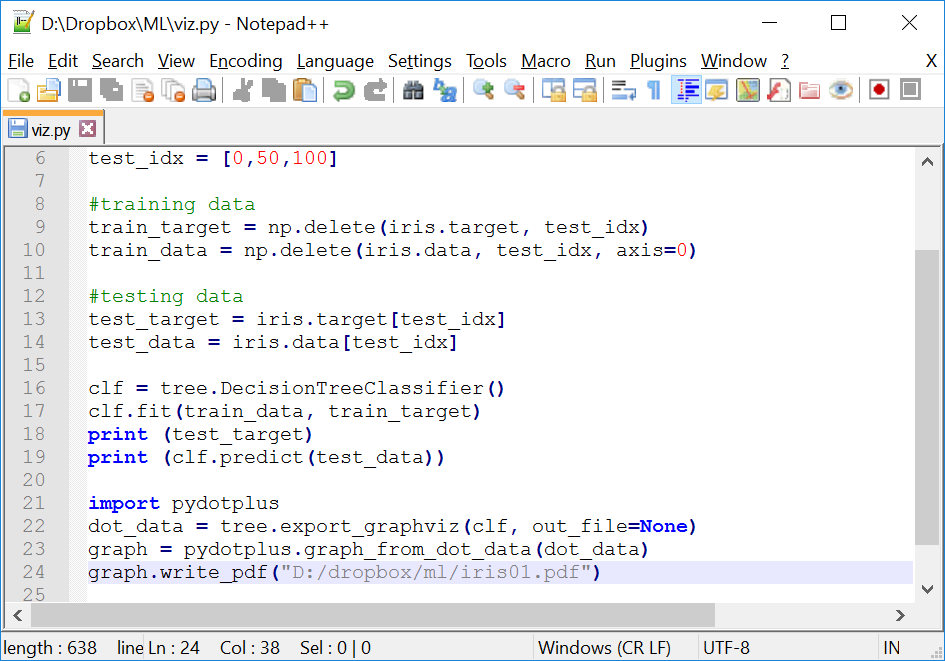 D:\Dropbox\ML\viz.py - Notepad++
File Edit Search View Encoding Language Settings Tools Macro Run Plugins Window ? X
viz.py
6 test_idx = [0,50,100]
7
8 #training data
9 train_target = np.delete(iris.target, test_idx)
10 train_data = np.delete(iris.data, test_idx, axis=0)
11
12 #testing data
13 test_target = iris.target[test_idx]
14 test_data = iris.data[test_idx]
15
16 clf = tree.DecisionTreeClassifier()
17 clf.fit(train_data, train_target)
18 print (test_target)
19 print (clf.predict(test_data))
20
21 import pydotplus
22 dot_data = tree.export_graphviz(clf, out_file=None)
23 graph = pydotplus.graph_from_dot_data(dot_data)
24 graph.write_pdf("D:/dropbox/ml/iris01.pdf")
25
length : 638 line Ln : 24 Col : 38 Sel : 0 | 0 Windows (CR LF) UTF-8 IN